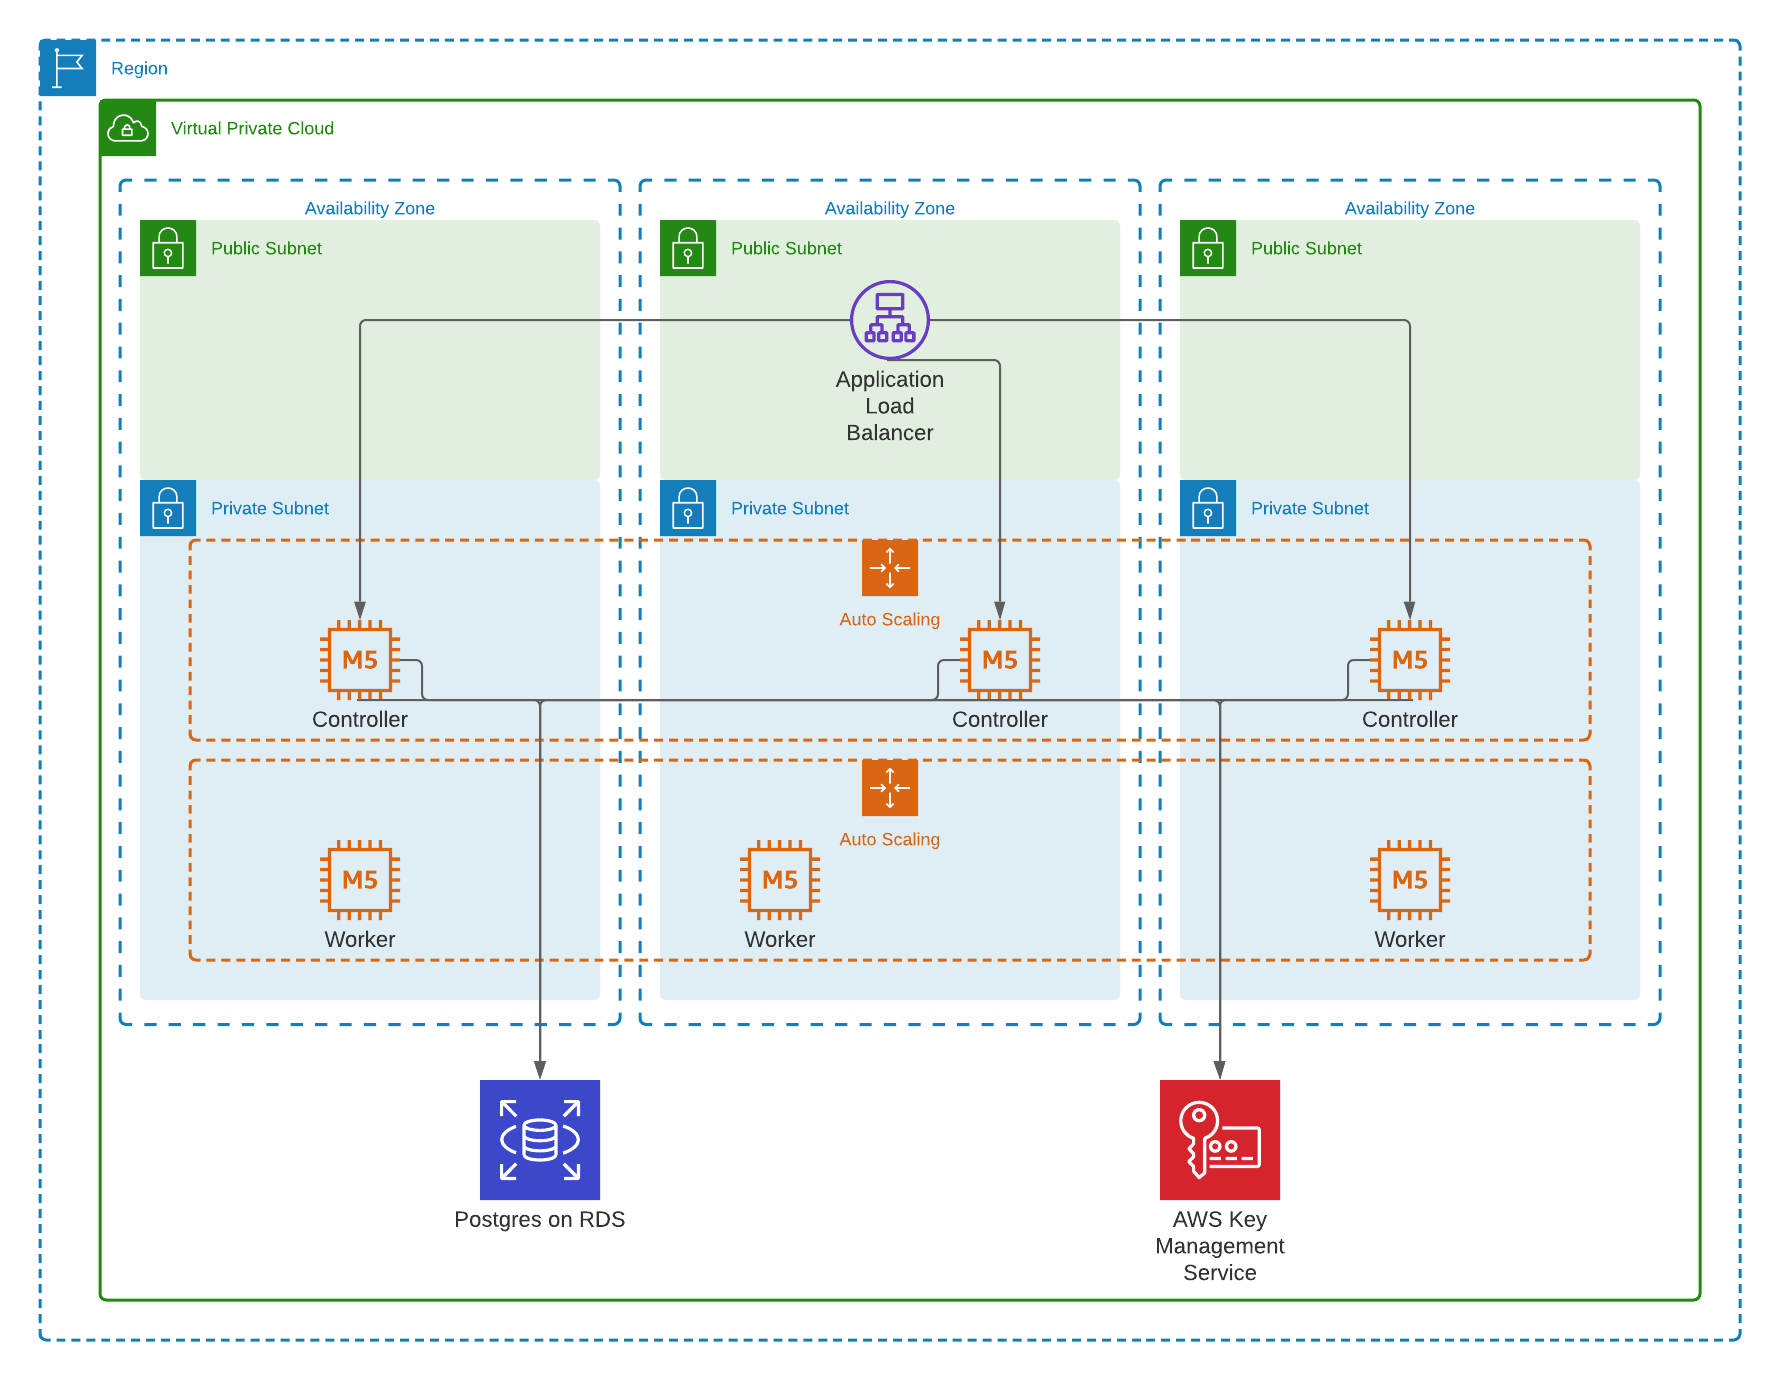 Region
Virtual Private Cloud
Availability Zone
Availability Zone
Availability Zone
Public Subnet
Public Subnet
Public Subnet
Application
Load
Balancer
Private Subnet
Private Subnet
Private Subnet
Auto Scaling
M5
M5
M5
Controller
Controller
Controller
Auto Scaling
M5
M5
M5
Worker
Worker
Worker
Postgres on RDS
AWS Key
Management
Service